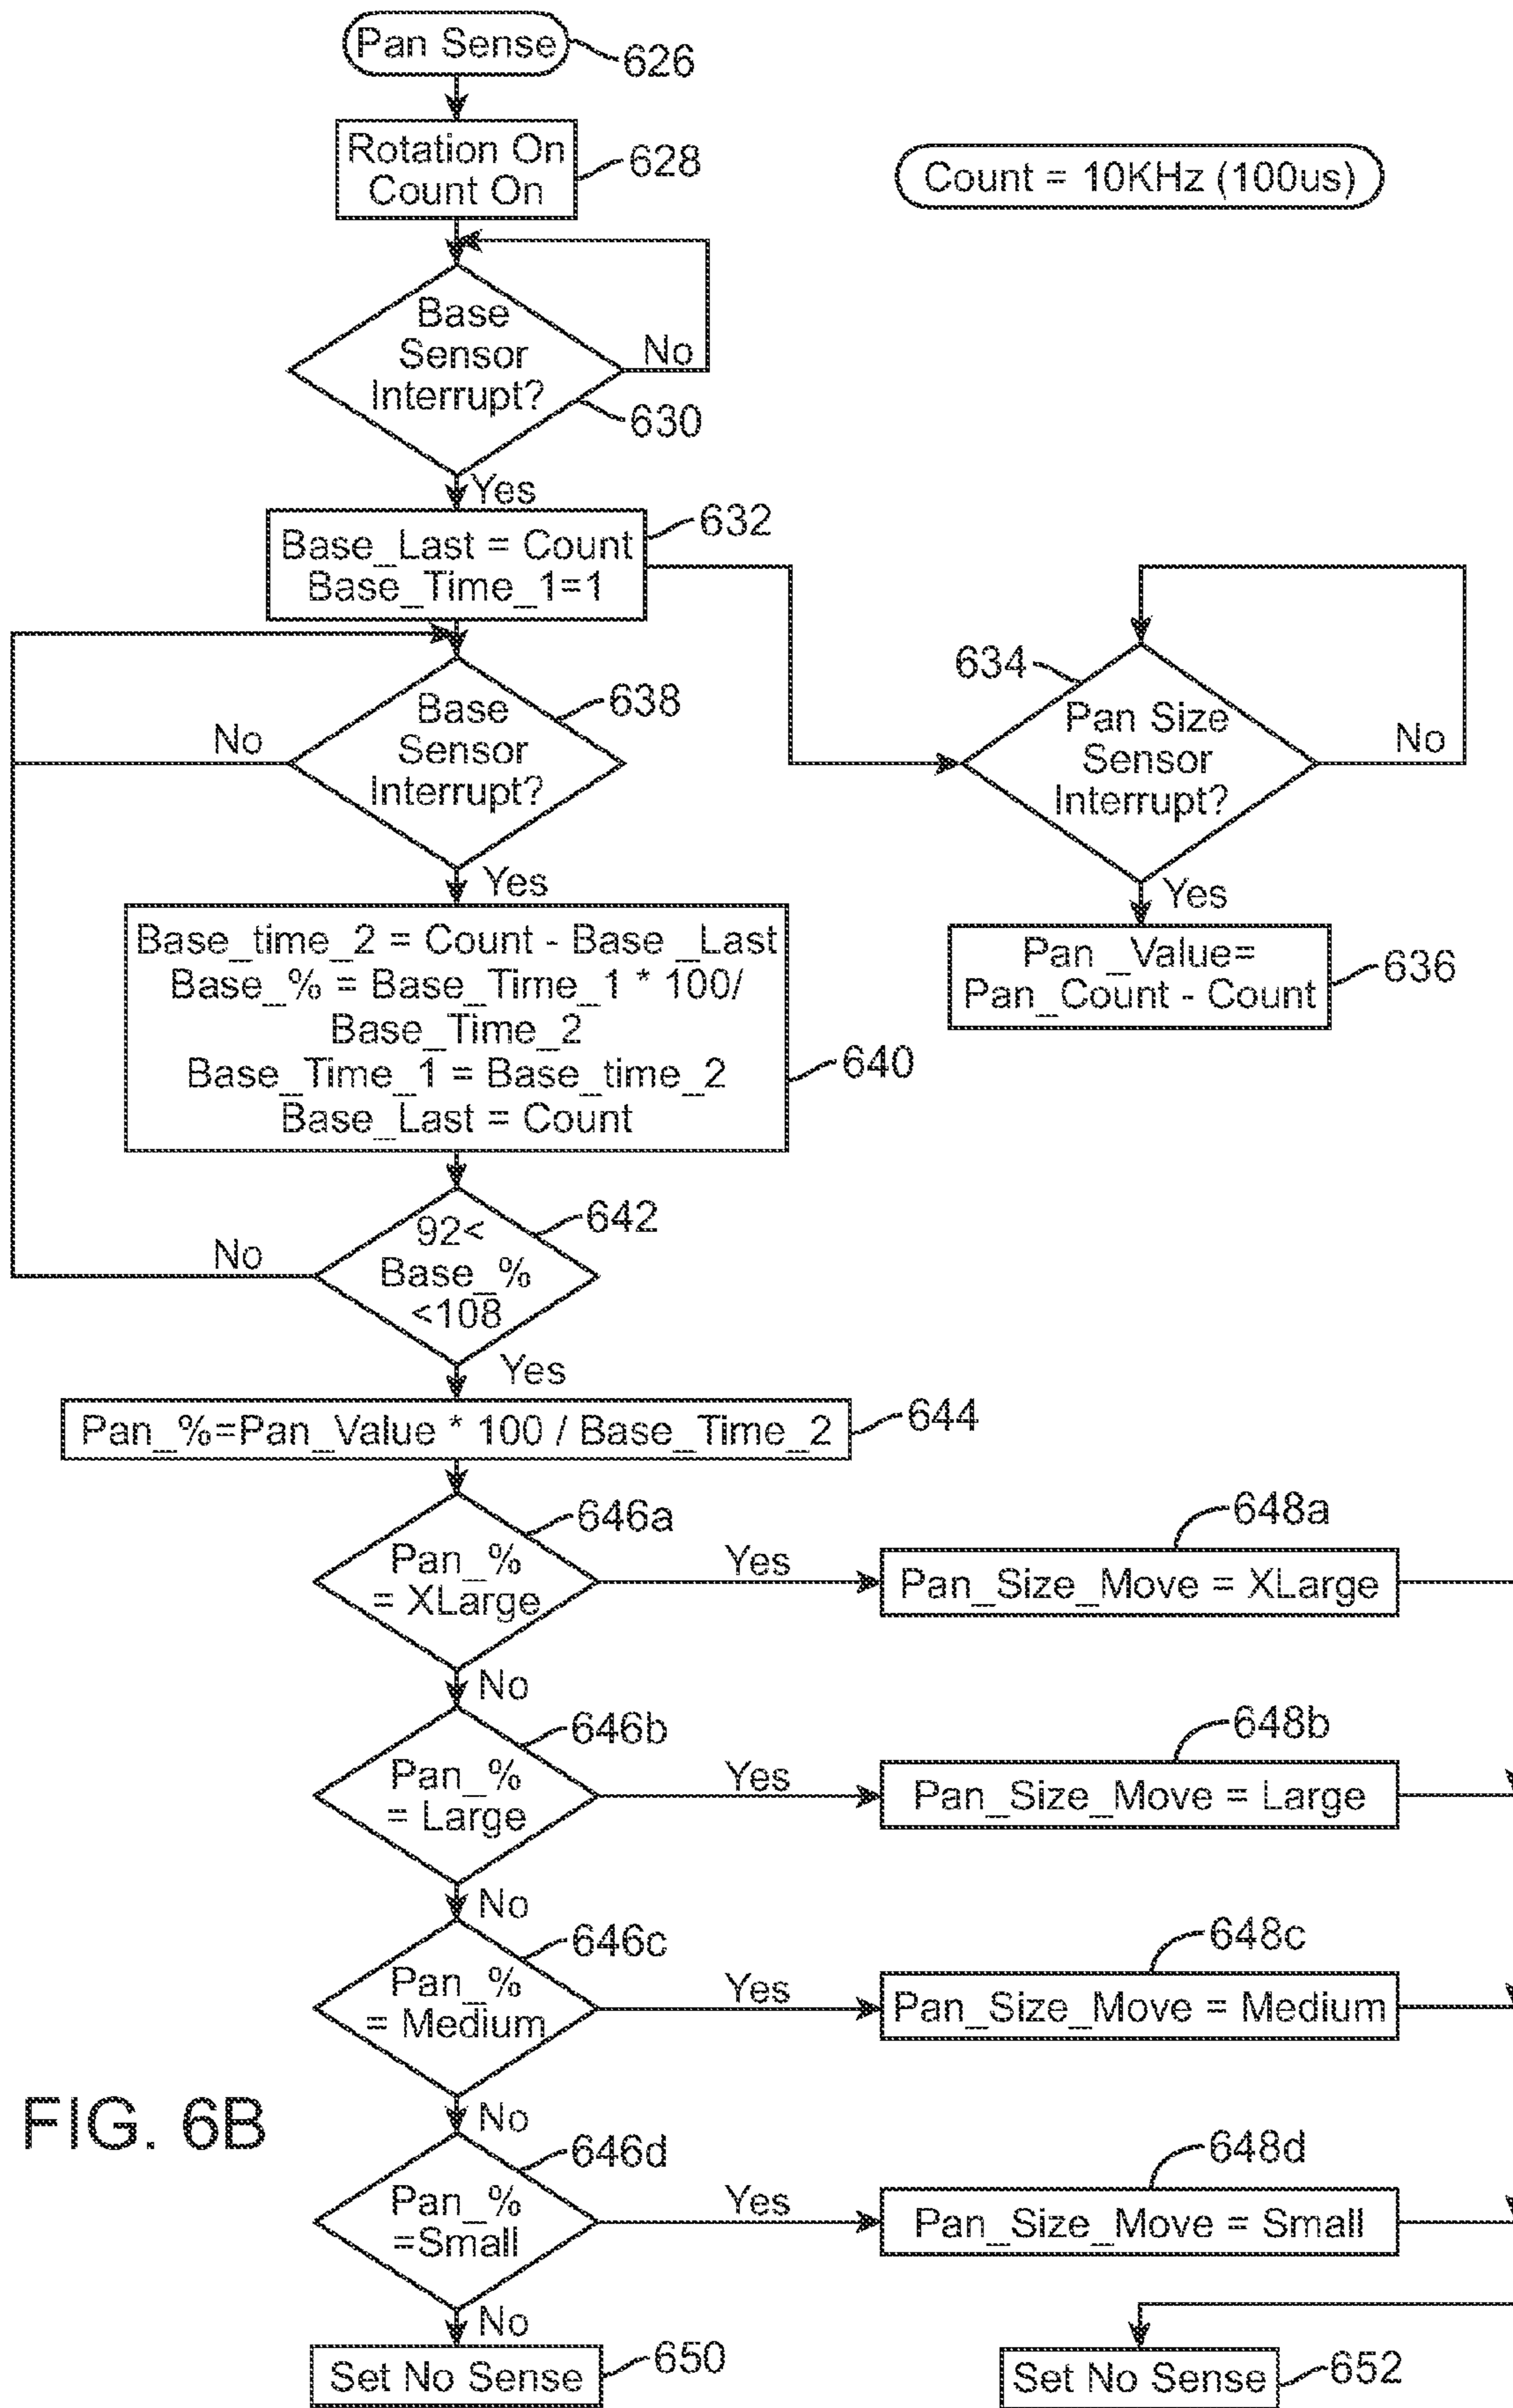 Pan Sense
626
Rotation On
Count On
628
Count = 10KHz (100us)
Base
Sensor
Interrupt?
No
630
Yes
Base_Last = Count
Base_Time_1=1
632
634
Pan Size
Sensor
Interrupt?
No
Yes
Pan _Value=
Pan_Count - Count
636
Base
Sensor
Interrupt?
638
No
Yes
Base_time_2 = Count - Base _Last
Base_% = Base_Time_1 * 100/
Base_Time_2
Base_Time_1 = Base_time_2
Base_Last = Count
640
92<
Base_%
<108
642
No
Yes
Pan_%=Pan_Value * 100 / Base_Time_2
644
Pan_%
= XLarge
646a
Yes
Pan_Size_Move = XLarge
648a
No
Pan_%
= Large
646b
Yes
Pan_Size_Move = Large
648b
No
Pan_%
= Medium
646c
Yes
Pan_Size_Move = Medium
648c
No
Pan_%
=Small
646d
Yes
Pan_Size_Move = Small
648d
No
Set No Sense
650
Set No Sense
652
FIG. 6B